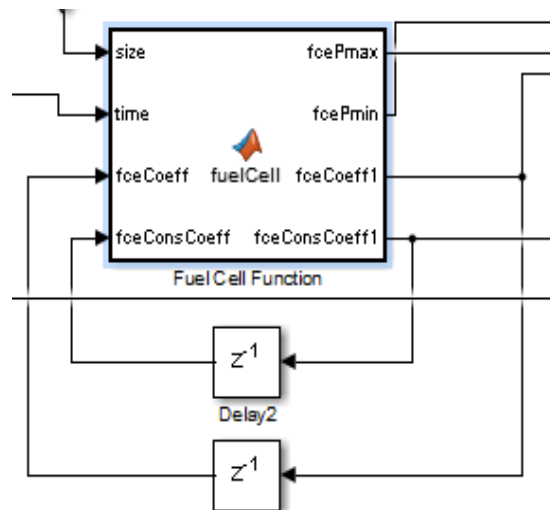 size fcePmax
time fcePmin
fceCoeff fuelCell fceCoeff1
fceConsCoeff fceConsCoeff1
Fuel Cell Function
z-1
Delay2
z-1